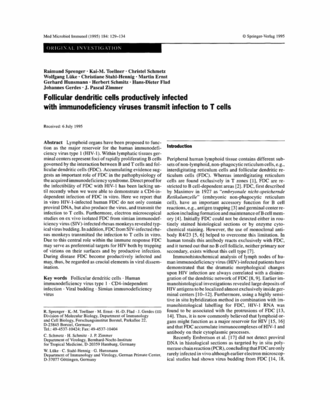 Med Microbiol Immunol (1995) 184: 129–134
© Springer-Verlag 1995
ORIGINAL INVESTIGATION
Raimund Sprenger · Kai-M. Toellner · Christel Schmetz
Wolfgang Lüke · Christiane Stahl-Hennig · Martin Ernst
Gerhard Hunsmann · Herbert Schmitz · Hans-Dieter Flad
Johannes Gerdes · J. Pascal Zimmer
Follicular dendritic cells productively infected
with immunodeficiency viruses transmit infection to T cells
Received: 6 July 1995
Abstract Lymphoid organs have been proposed to function
as the major reservoir for the human immunodeficiency
virus type 1 (HIV-1). Within lymphatic tissues germinal
centers represent foci of rapidly proliferating B cells
governed by the interaction between B and T cells and follicular
dendritic cells (FDC). Accumulating evidence suggests
an important role of FDC in the pathophysiology of
the acquired immunodeficiency syndrome. Direct proof for
the infectibility of FDC with HIV-1 has been lacking until
recently when we were able to demonstrate a CD4-independent
infection of FDC in vitro. Here we report that
in vitro HIV-1-infected human FDC do not only contain
proviral DNA, but also produce the virus, and transmit the
infection to T cells. Furthermore, electron microscopical
studies on ex vivo isolated FDC from simian immunodeficiency
virus (SIV)-infected rhesus monkeys revealed typical
virus budding. In addition, FDC from SIV-infected rhesus
monkeys transmitted the infection to T cells in vitro.
Due to this central role within the immune response FDC
may serve as preferential targets for HIV both by trapping
of virions on their surfaces and by productive infection.
During disease FDC become productively infected and
may, thus, be regarded as crucial elements in viral dissemination.
Key words Follicular dendritic cells · Human
immunodeficiency virus type 1 · CD4-independent
infection · Viral budding · Simian immunodeficiency
virus
R. Sprenger · K.-M. Toellner · M. Ernst · H.-D. Flad · J. Gerdes
Division of Molecular Biology, Department of Immunology
and Cell Biology, Forschungsinstitut Borstel, Parkallee 22,
D-23845 Borstel, Germany
C. Schmetz · H. Schmitz · J. P. Zimmer
Department of Virology, Bernhard Nocht Institute
for Tropical Medicine, D-20359 Hamburg, Germany
W. Lüke · C. Stahl-Hennig · G. Hunsmann
Department of Immunology and Virology, German Primate Center,
D-37077 Göttingen, Germany
Introduction
Peripheral human lymphoid tissue contains different subsets
of non-lymphoid, non-phagocytic reticulum cells, e.g.,
interdigitating reticulum cells and follicular dendritic reticulum
cells (FDC). Whereas interdigitating reticulum
cells are found exclusively in T zones [1], FDC are restricted
to B cell-dependent areas [2]. FDC, first described
by Maximow in 1927 as "embryonale nicht-speichernde
Retikulumzelle" (embryonic non-phagocytic reticulum
cell), have an important accessory function for B cell
reactions, e.g., antigen trapping [3] and germinal center reaction
including formation and maintenance of B cell memory
[4]. Initially FDC could not be detected either in routinely
stained histological sections or by enzyme cytochemical
staining. However, the use of monoclonal antibody
R4/23 [5, 6] helped to overcome this limitation. In
human tonsils this antibody reacts exclusively with FDC,
and it turned out that no B cell follicle, neither primary nor
secondary, exists without this cell type [7].
Immunohistochemical analysis of lymph nodes of human
immunodeficiency virus (HIV)-infected patients have
demonstrated that the dramatic morphological changes
upon HIV infection are always correlated with a disintegration
of the dendritic network of FDC [8, 9]. Earlier immunohistological
investigations revealed large deposits of
HIV antigens to be localized almost exclusively inside germinal
centers [10–12]. Furthermore, using a highly sensitive
in situ hybridization method in combination with immunohistological
labelling for FDC, HIV-1 RNA was
found to be associated with the protrusions of FDC [13,
14]. Thus, it is now commonly believed that lymphoid organs
might function as a major reservoir for HIV [15, 16]
and that FDC accumulate immunocomplexes of HIV-1 and
antibody on their cytoplasmic processes.
Recently Embretson et al. [17] did not detect proviral
DNA in histological sections as targeted by in situ polymerase
chain reaction (PCR), concluding that FDC are only
rarely infected in vivo although earlier electron microscopical
studies had shown virus budding from FDC [14, 18,